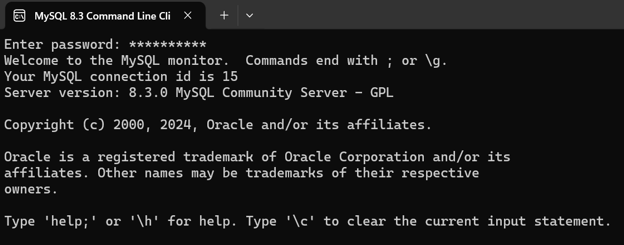 MySQL 8.3 Command Line Cli
Enter password: **********
Welcome to the MySQL monitor.  Commands end with ; or \g.
Your MySQL connection id is 15
Server version: 8.3.0 MySQL Community Server - GPL
Copyright (c) 2000, 2024, Oracle and/or its affiliates.
Oracle is a registered trademark of Oracle Corporation and/or its
affiliates. Other names may be trademarks of their respective
owners.
Type 'help;' or '\h' for help. Type '\c' to clear the current input statement.